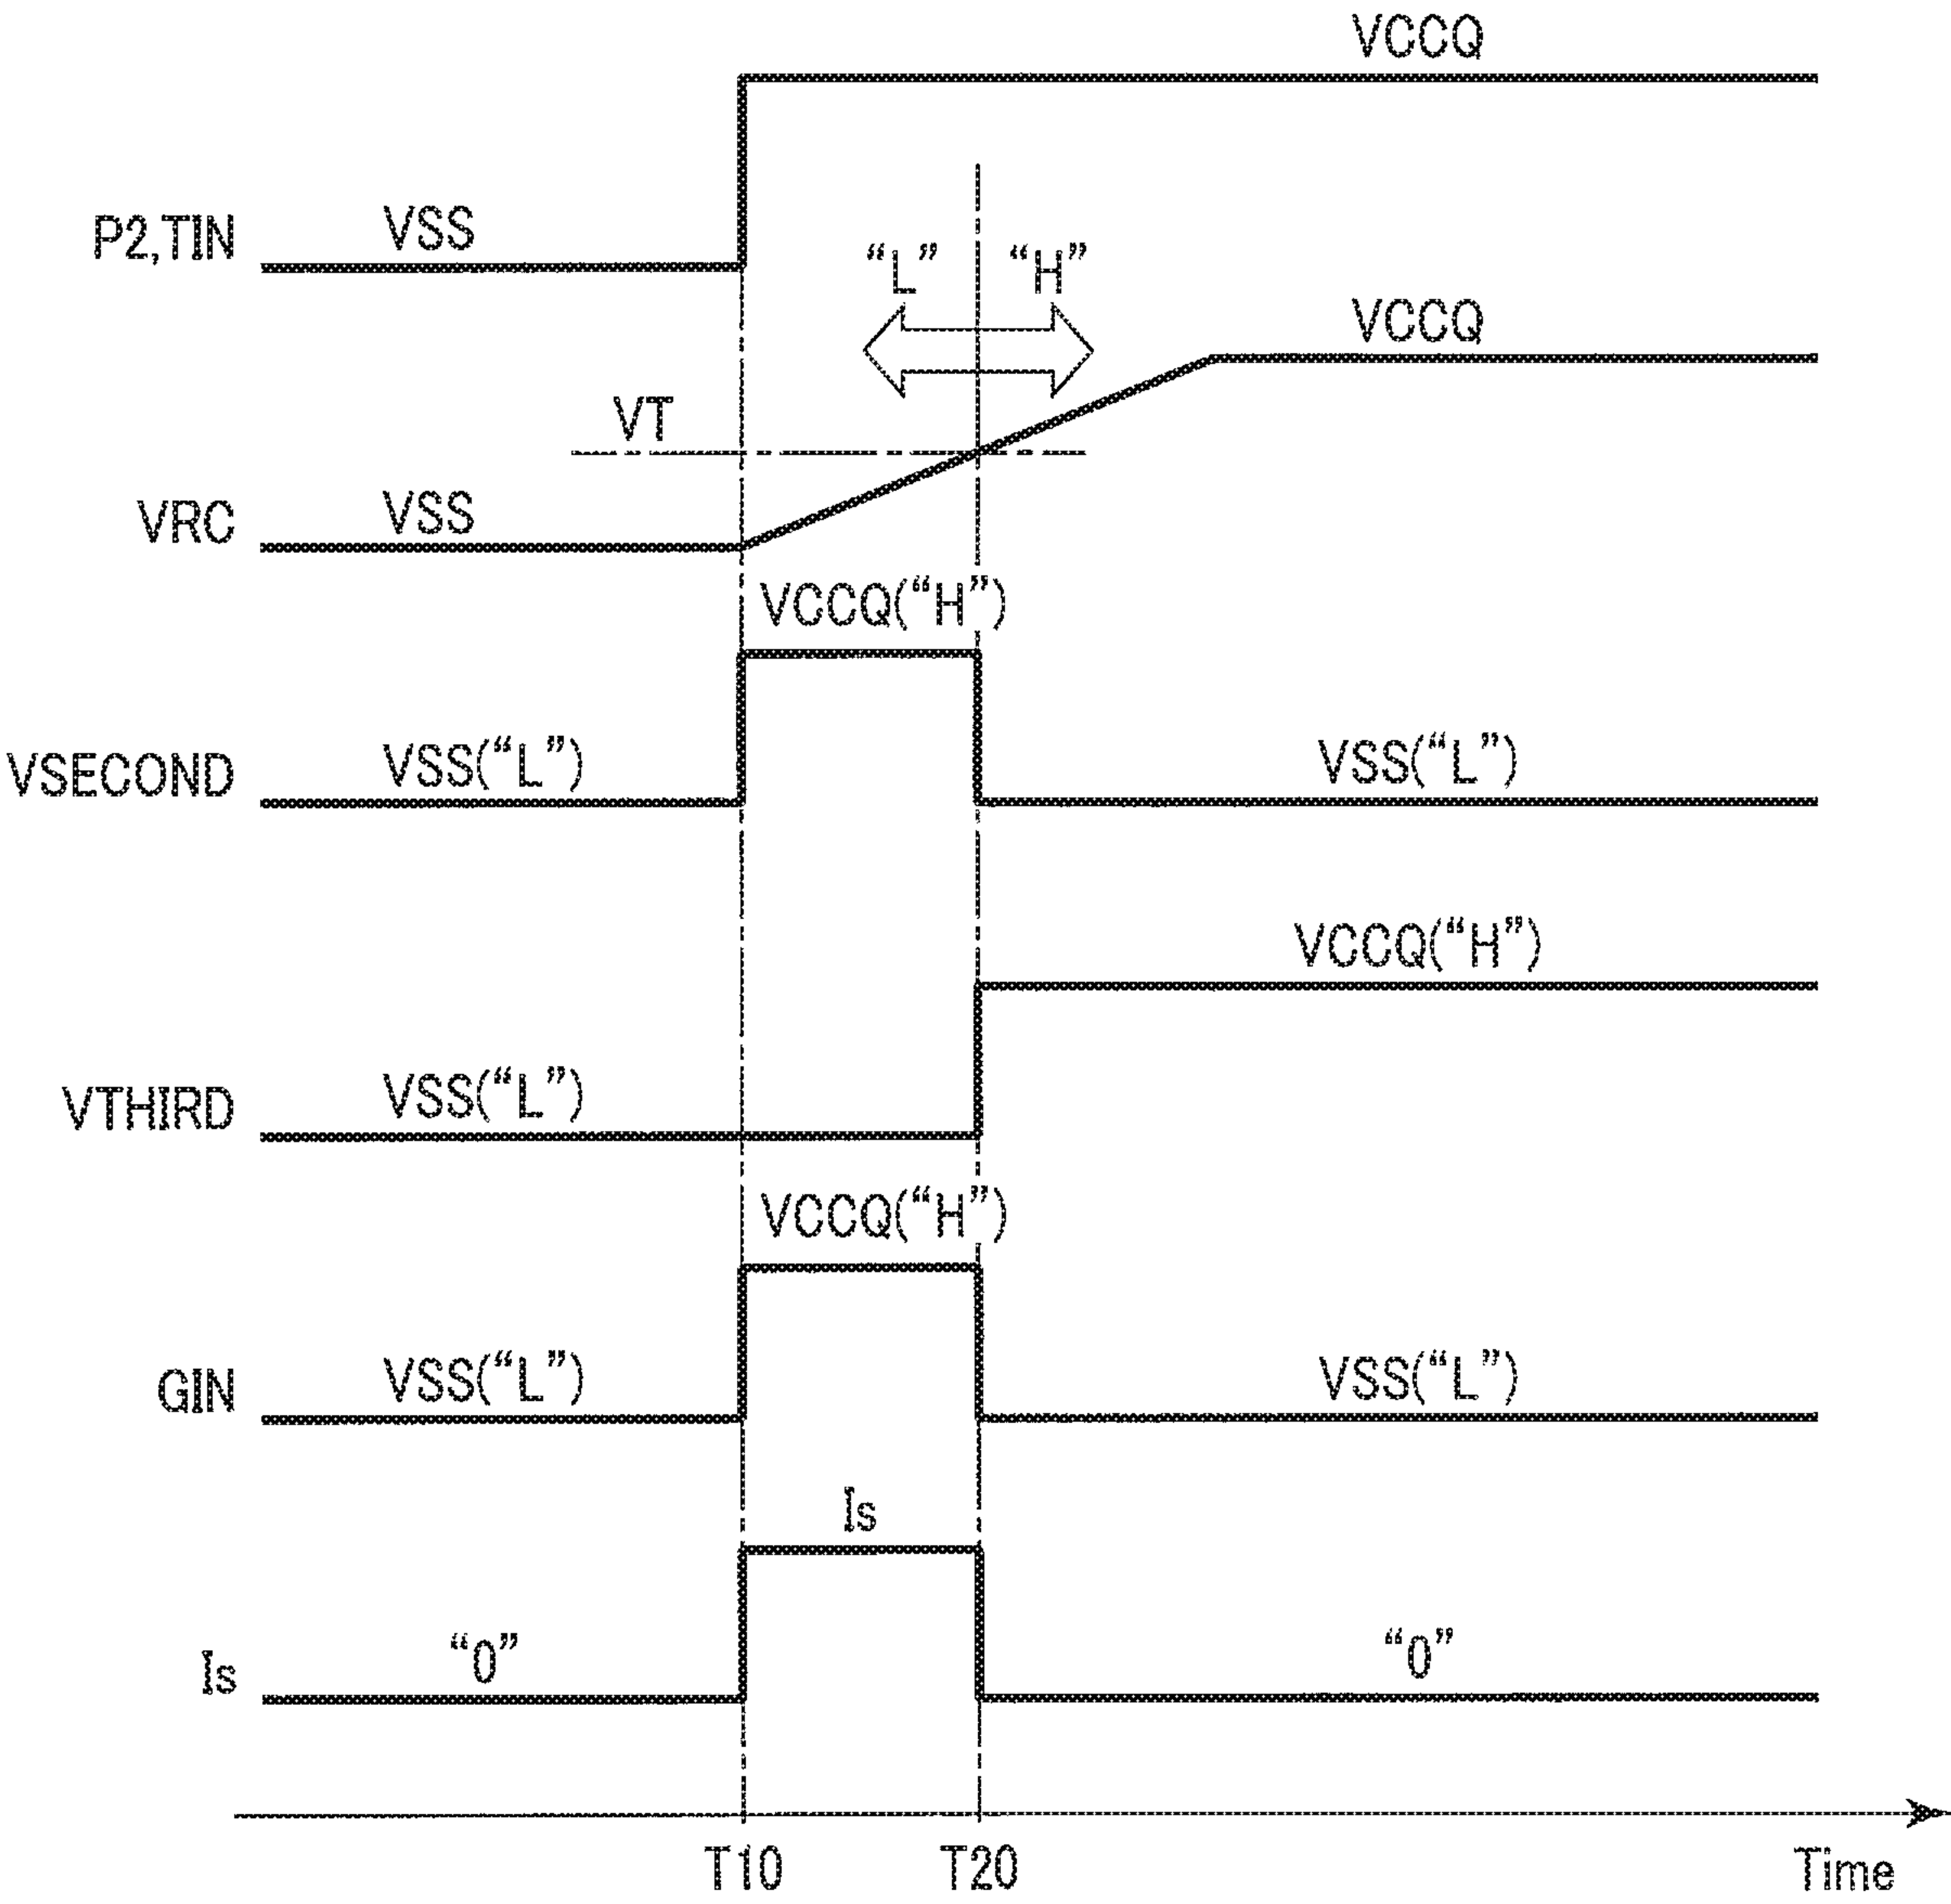 VCCQ
P2,TIN VSS
“L” “H”
VCCQ
VT
VRC VSS
VCCQ(“H”)
VSECOND VSS(“L”) VSS(“L”)
VCCQ(“H”)
VTHIRD VSS(“L”)
VCCQ(“H”)
GIN VSS(“L”) VSS(“L”)
Is
Is “0” “0”
T10 T20 Time